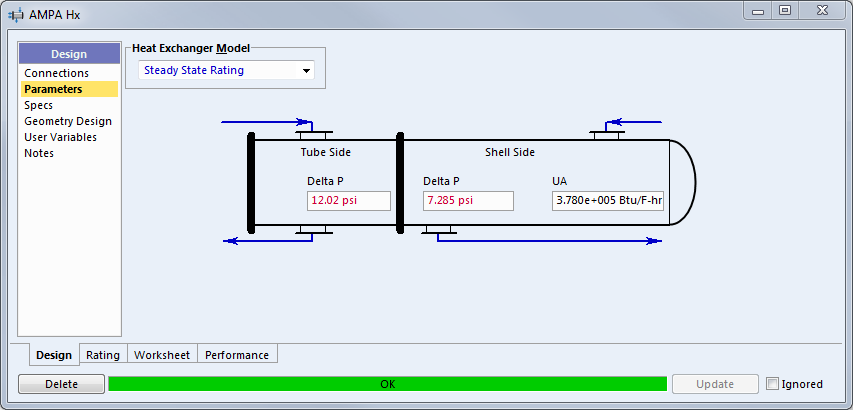 AMPA Hx
Design
Connections
Parameters
Specs
Geometry Design
User Variables
Notes
Heat Exchanger Model
Steady State Rating
Tube Side
Shell Side
Delta P
Delta P
UA
12.02 psi
7.285 psi
3.780e+005 Btu/F-hr
Design
Rating
Worksheet
Performance
Delete
OK
Update
Ignored